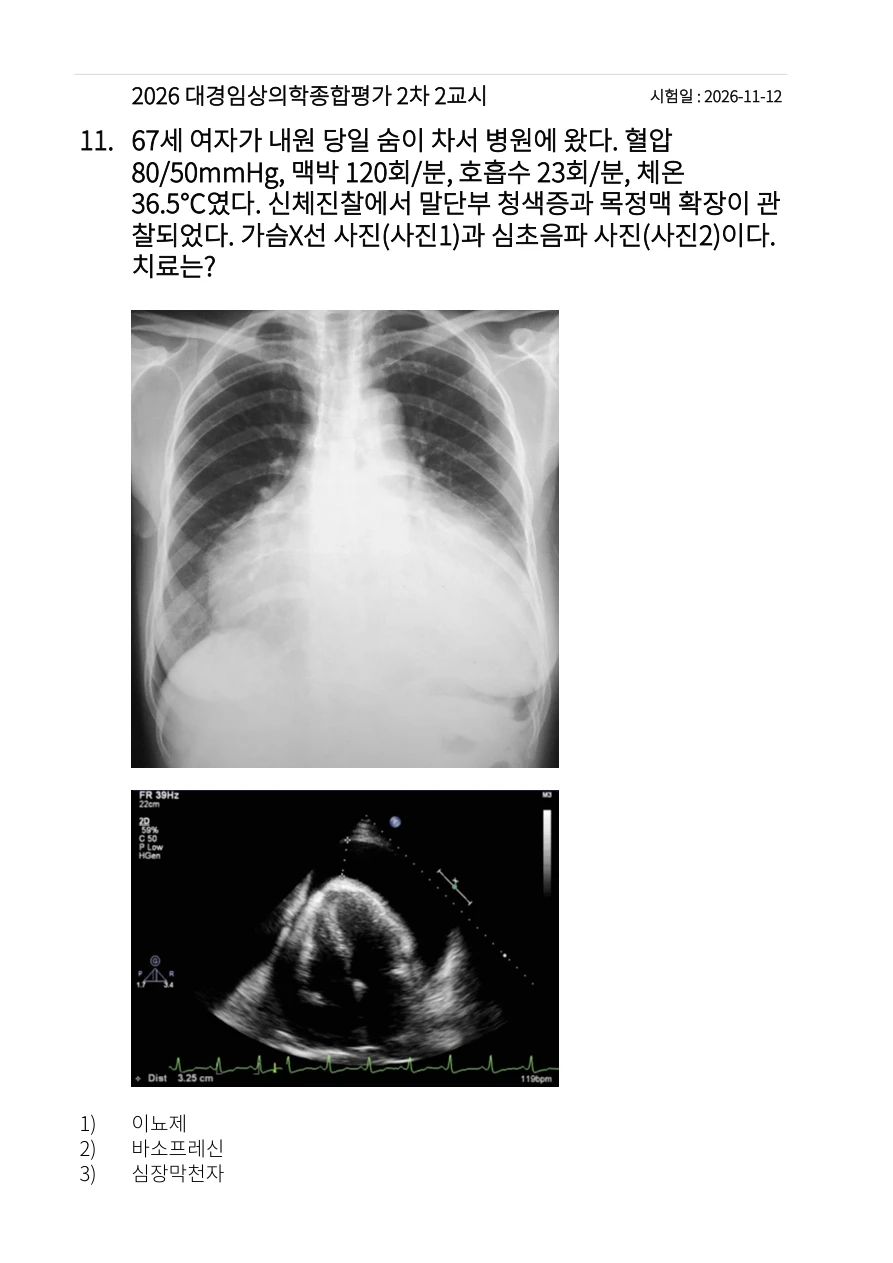 2026 대경임상의학종합평가 2차 2교시
시험일 : 2026-11-12
11. 67세 여자가 내원 당일 숨이 차서 병원에 왔다. 혈압
80/50mmHg, 맥박 120회/분, 호흡수 23회/분, 체온
36.5℃였다. 신체진찰에서 말단부 청색증과 목정맥 확장이 관
찰되었다. 가슴X선 사진(사진1)과 심초음파 사진(사진2)이다.
치료는?
FR 39Hz
22cm
M3
2D
59%
C 50
P Low
HGen
G
P R
1.7 3.4
Dist 3.25 cm
119bpm
1) 이뇨제
2) 바소프레신
3) 심장막천자